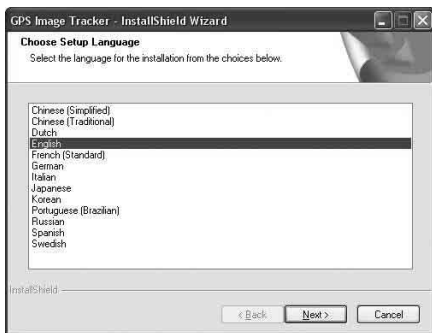 GPS Image Tracker - InstallShield Wizard
Choose Setup Language
Select the language for the installation from the choices below.
Chinese (Simplified)
Chinese (Traditional)
Dutch
English
French (Standard)
German
Italian
Japanese
Korean
Portuguese (Brazilian)
Russian
Spanish
Swedish
InstallShield
< Back Next > Cancel